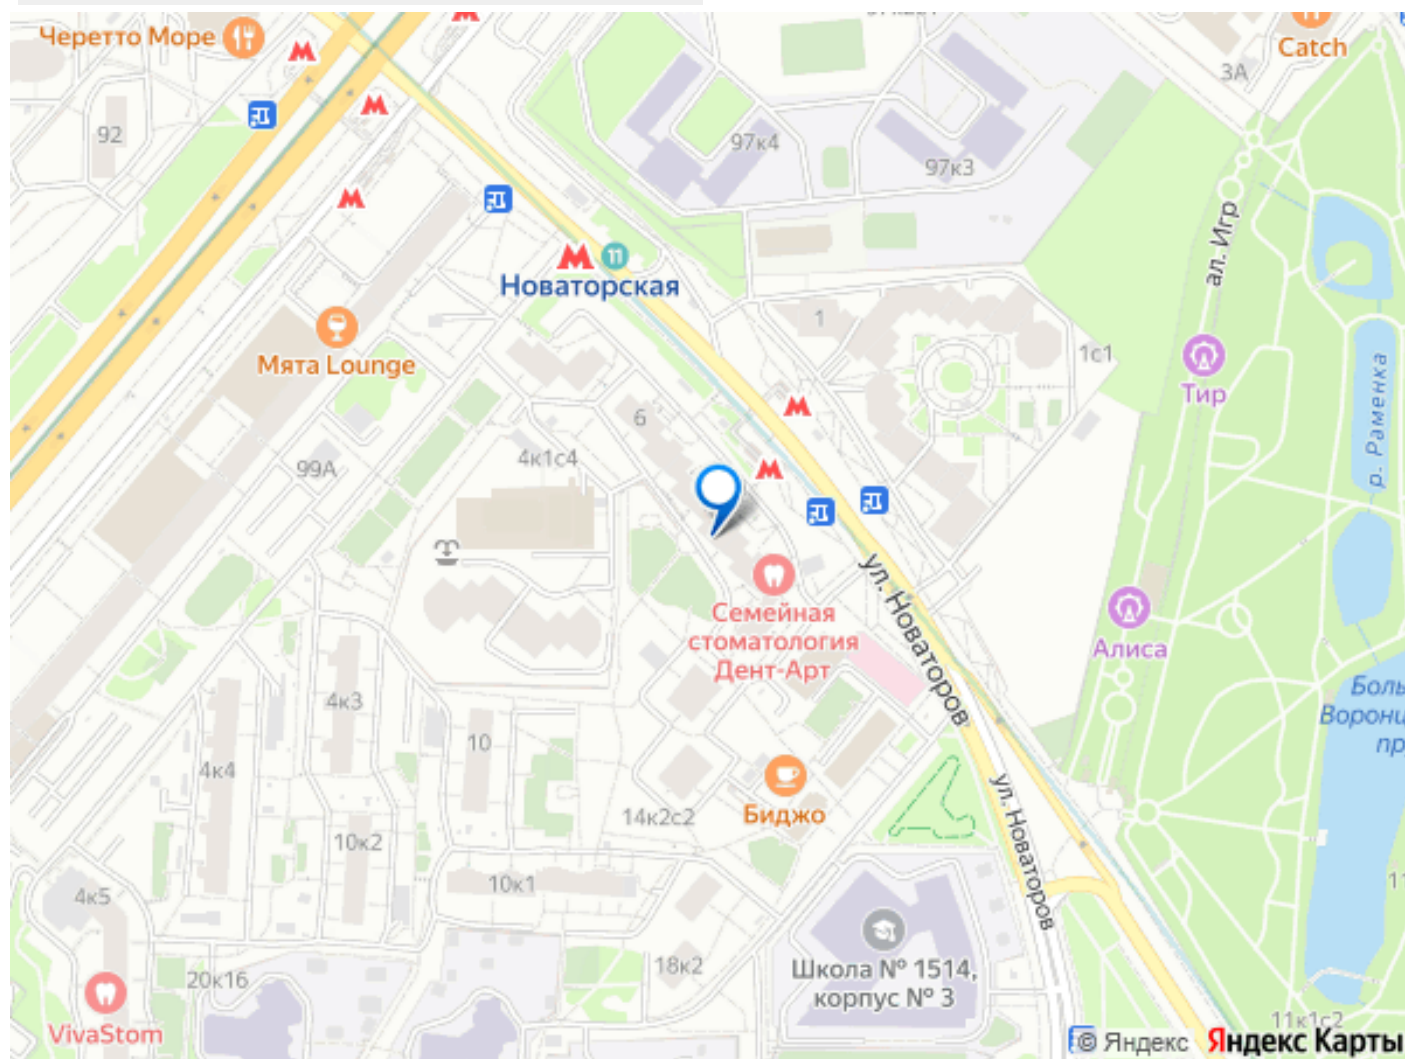 Черетто Море
Catch
3А
92
97к4
97к3
ал. Игр
11
Новаторская
1
1с1
Мята Lounge
Тир
р. Раменка
6
4к1с4
99А
ул. Новаторов
Семейная
стоматология
Дент-Арт
Алиса
4к3
10
4к4
14к2с2
Биджо
ул. Новаторов
10к2
10к1
4к5
18к2
20к16
Школа № 1514,
корпус № 3
VivaStom
11к1с2
© Яндекс Яндекс Карты